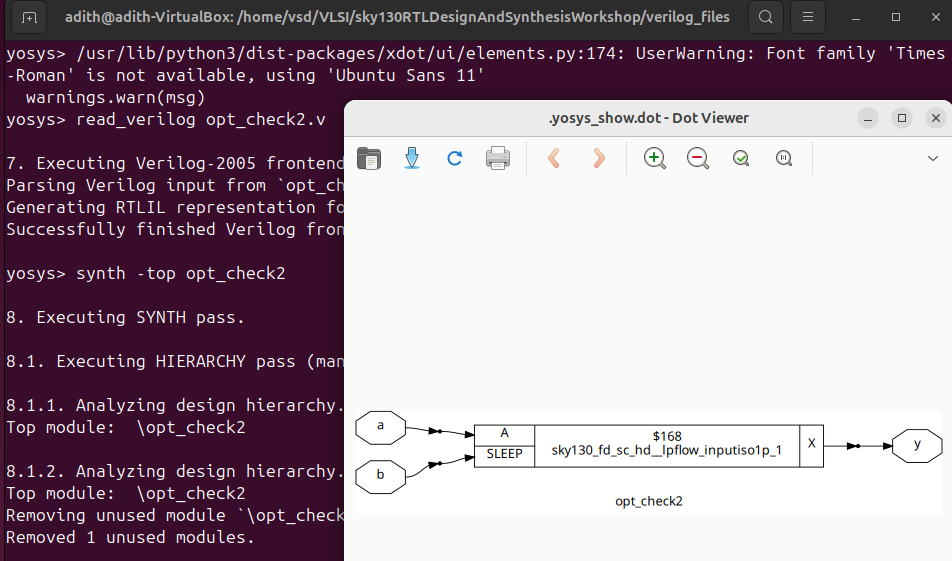 adith@adith-VirtualBox: /home/vsd/VLSI/sky130RTLDesignAndSynthesisWorkshop/verilog_files
yosys> /usr/lib/python3/dist-packages/xdot/ui/elements.py:174: UserWarning: Font family 'Times
-Roman' is not available, using 'Ubuntu Sans 11'
  warnings.warn(msg)
yosys> read_verilog opt_check2.v
7. Executing Verilog-2005 frontend
Parsing Verilog input from `opt_ch
Generating RTLIL representation fo
Successfully finished Verilog fron
yosys> synth -top opt_check2
8. Executing SYNTH pass.
8.1. Executing HIERARCHY pass (man
8.1.1. Analyzing design hierarchy.
Top module:  \opt_check2
8.1.2. Analyzing design hierarchy.
Top module:  \opt_check2
Removing unused module `\opt_check
Removed 1 unused modules.
.yosys_show.dot - Dot Viewer
a
b
A
SLEEP
$168
sky130_fd_sc_hd__lpflow_inputiso1p_1
X
y
opt_check2